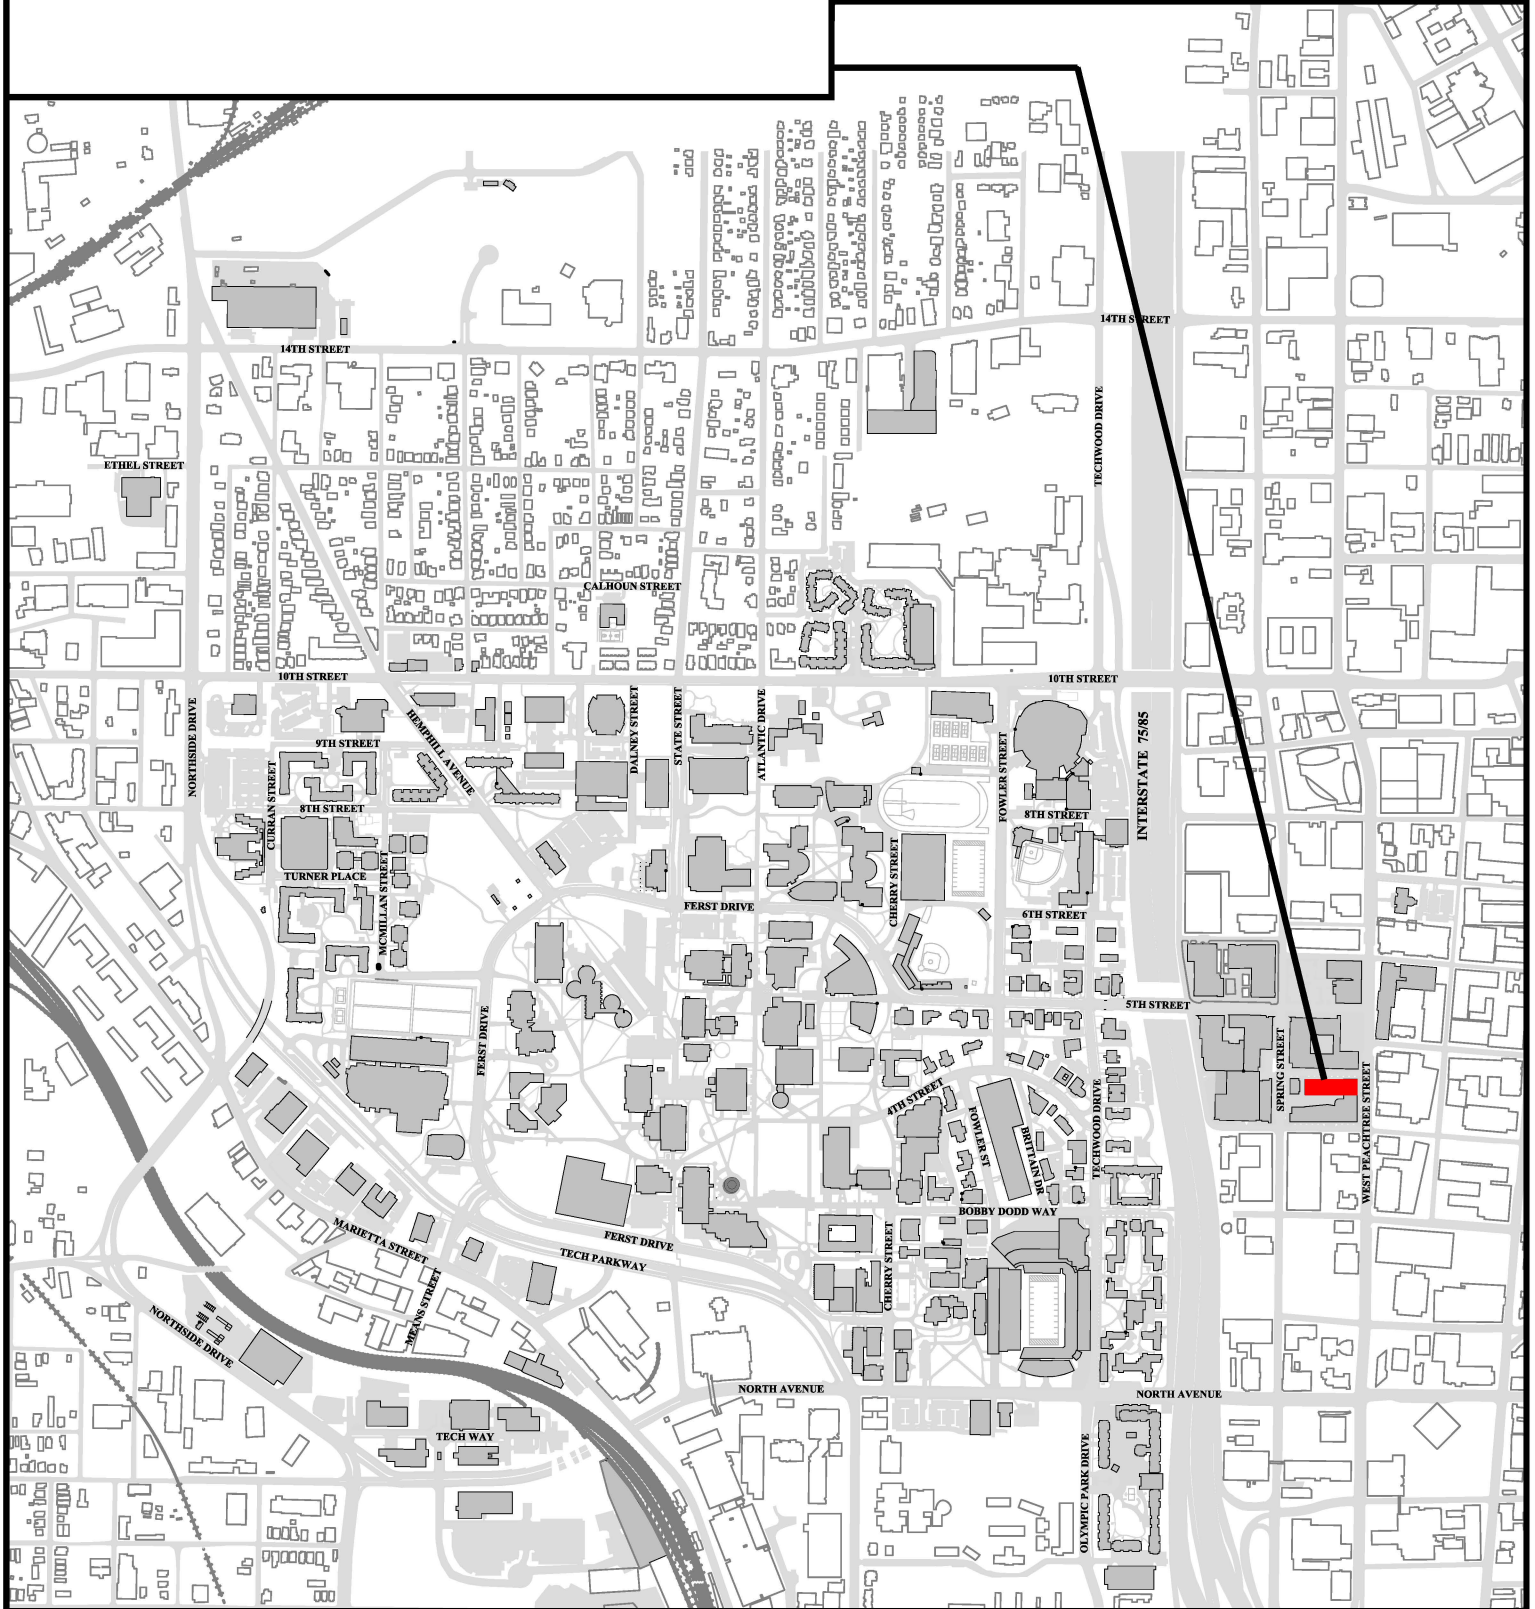 14TH STREET
14TH STREET
TECHWOOD DRIVE
ETHEL STREET
CALHOUN STREET
10TH STREET
10TH STREET
NORTHSIDE DRIVE
HEMPHILL AVENUE
DALNEY STREET
STATE STREET
ATLANTIC DRIVE
FOWLER STREET
INTERSTATE 75/85
9TH STREET
CURRAN STREET
8TH STREET
8TH STREET
TURNER PLACE
MCMILLAN STREET
CHERRY STREET
FERST DRIVE
6TH STREET
5TH STREET
FERST DRIVE
SPRING STREET
WEST PEACHTREE STREET
4TH STREET
FOWLER ST
BRITTAIN DR
TECHWOOD DRIVE
BOBBY DODD WAY
MARIETTA STREET
FERST DRIVE
TECH PARKWAY
CHERRY STREET
MEANS STREET
NORTHSIDE DRIVE
NORTH AVENUE
NORTH AVENUE
TECH WAY
OLYMPIC PARK DRIVE